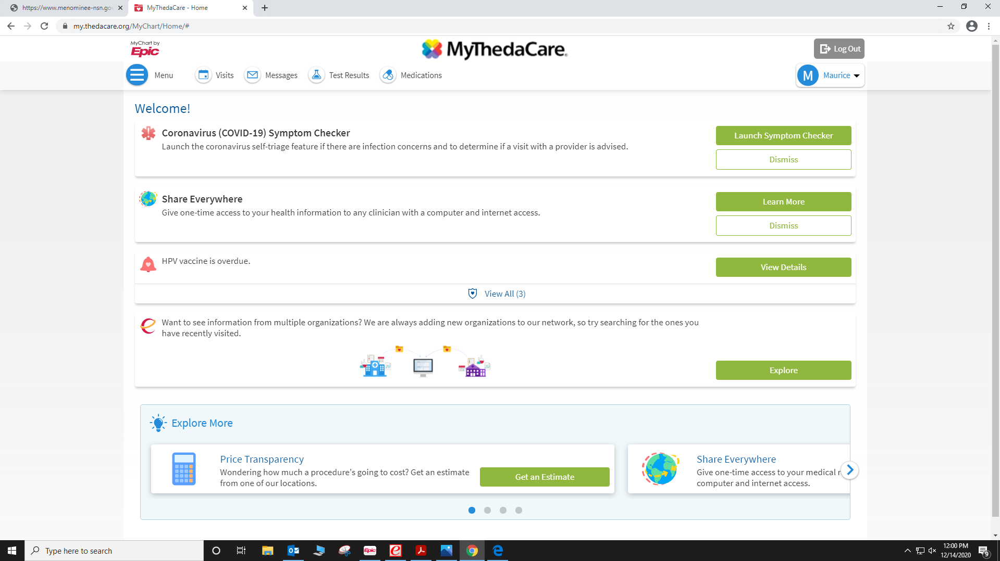 https://www.menominee-nsn.go
MyThedaCare - Home
my.thedacare.org/MyChart/Home/#
MyChart by
Epic
MyThedaCare.
Log Out
Menu
Visits
Messages
Test Results
Medications
M
Maurice
Welcome!
Coronavirus (COVID-19) Symptom Checker
Launch the coronavirus self-triage feature if there are infection concerns and to determine if a visit with a provider is advised.
Launch Symptom Checker
Dismiss
Share Everywhere
Give one-time access to your health information to any clinician with a computer and internet access.
Learn More
Dismiss
HPV vaccine is overdue.
View Details
View All (3)
Want to see information from multiple organizations? We are always adding new organizations to our network, so try searching for the ones you
have recently visited.
Explore
Explore More
Price Transparency
Wondering how much a procedure's going to cost? Get an estimate
from one of our locations.
Get an Estimate
Share Everywhere
Give one-time access to your medical
computer and internet access.
Type here to search
Epic
12:00 PM
12/14/2020
9